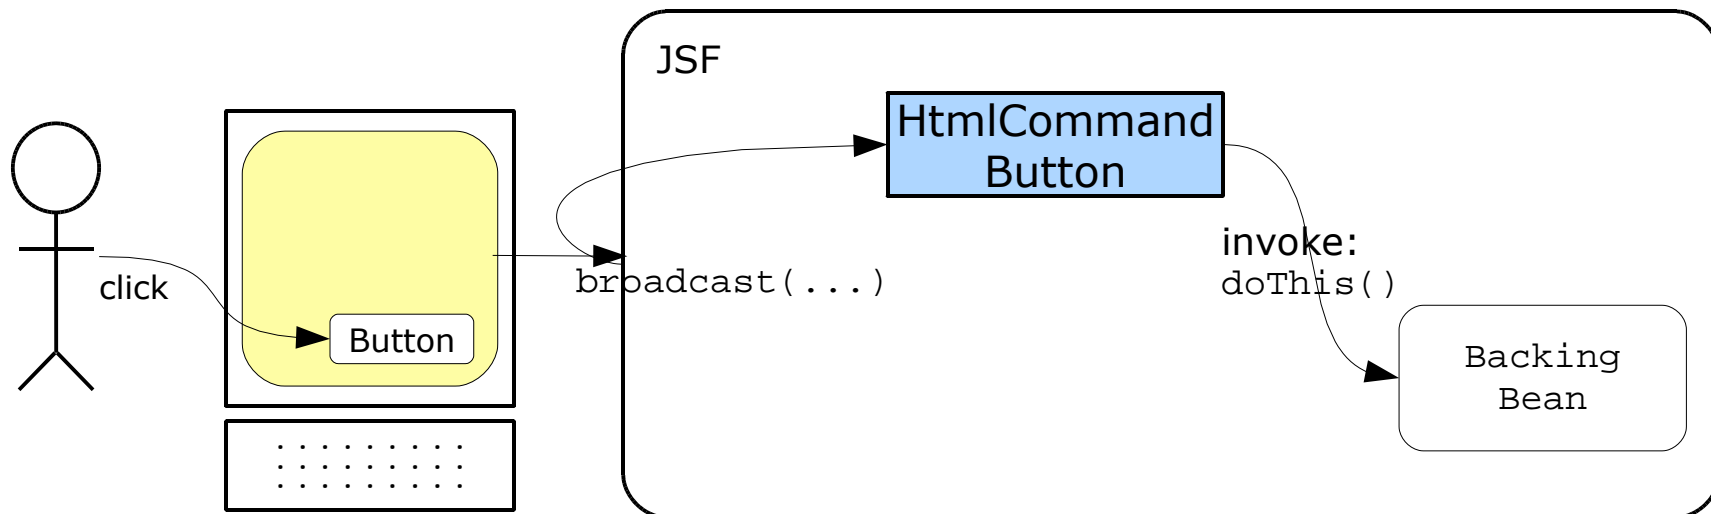 JSF
HtmlCommand
Button
click
Button
broadcast(...)
invoke:
doThis()
Backing
Bean